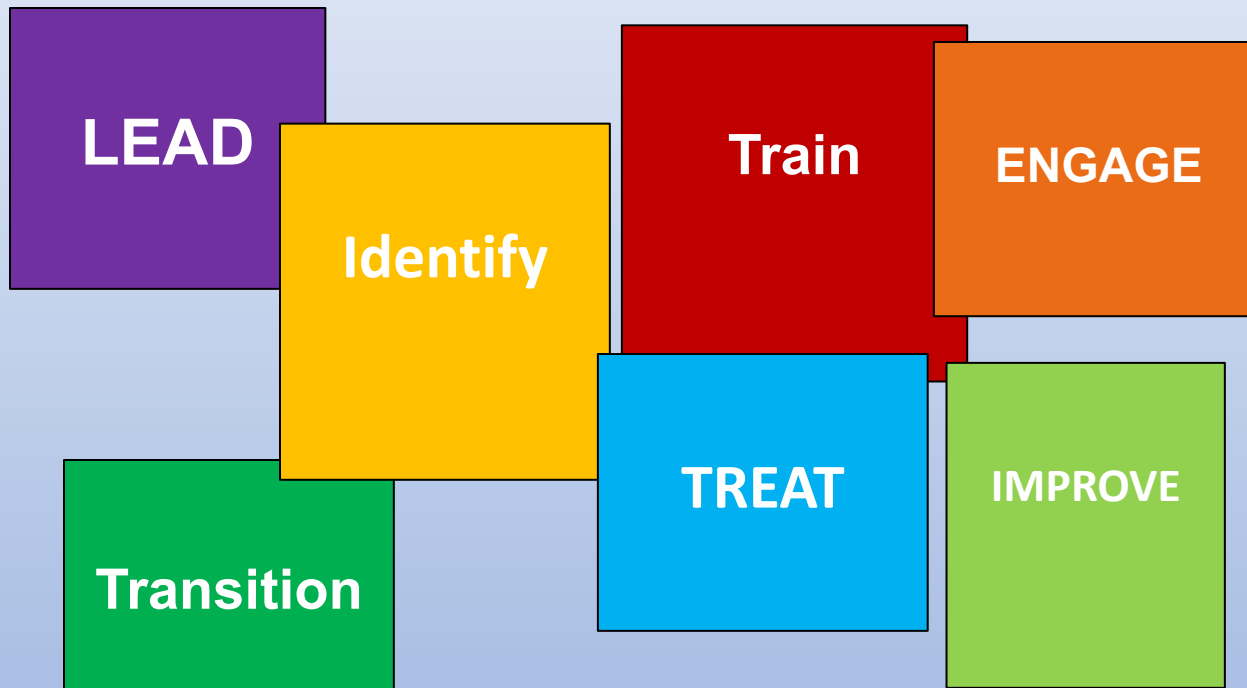 LEAD
Train
ENGAGE
Identify
TREAT
IMPROVE
Transition